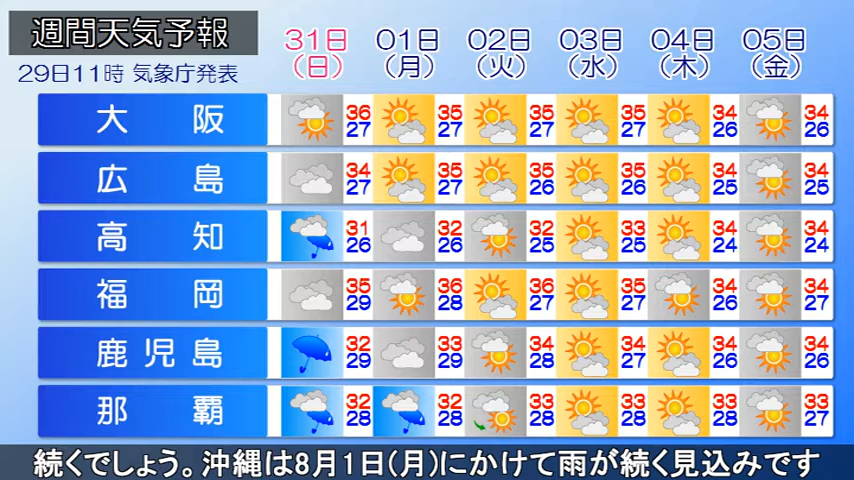 週間天気予報
29日11時 気象庁発表
31日 01日 02日 03日 04日 05日
(日) (月) (火) (水) (木) (金)
大阪 36 35 35 35 34 34
27 27 27 27 26 26
広島 34 35 35 35 34 34
27 27 26 26 25 25
高知 31 32 32 33 34 34
26 26 25 25 24 24
福岡 35 36 36 35 34 34
29 28 27 27 26 27
鹿児島 32 33 34 34 34 34
29 29 28 27 26 26
那覇 32 32 33 33 33 33
28 28 28 28 28 27
続くでしょう。沖縄は8月1日(月)にかけて雨が続く見込みです